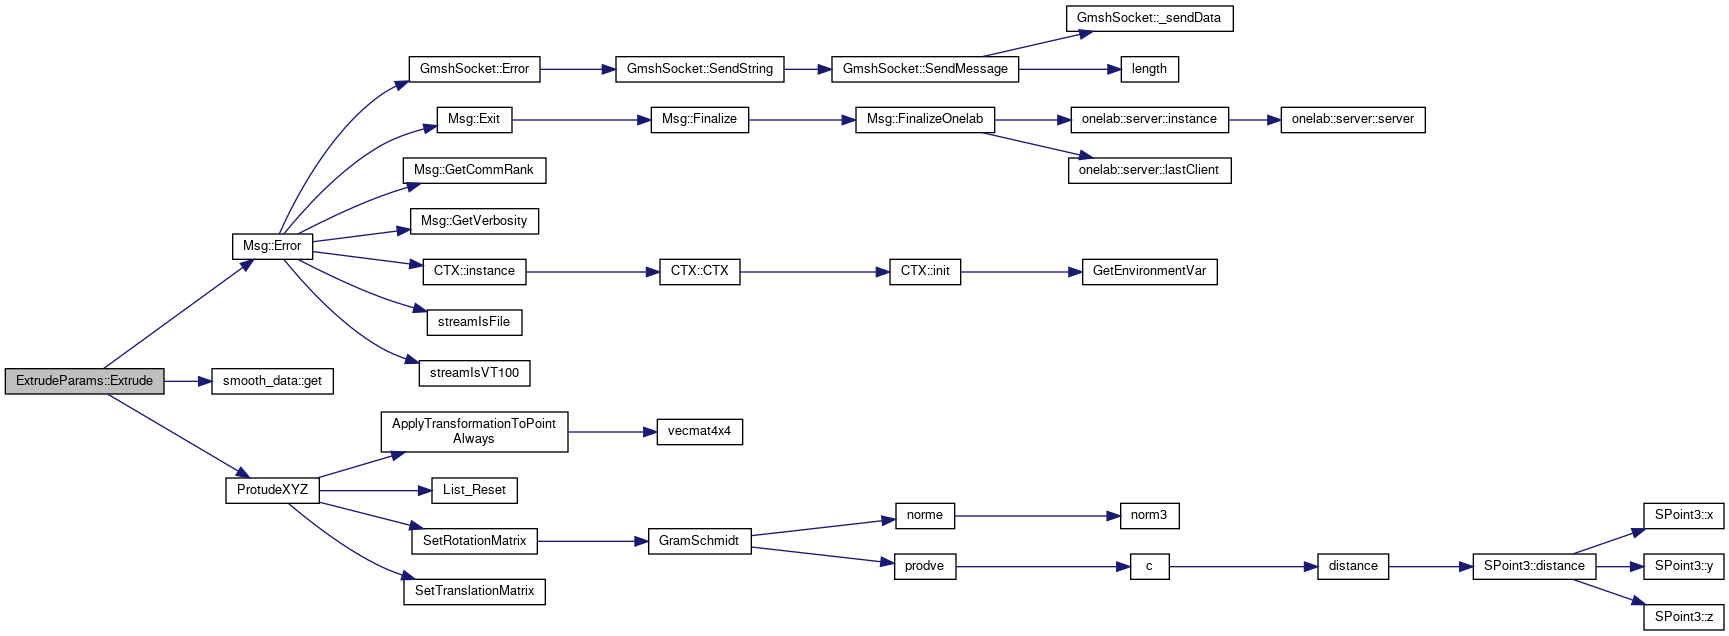 GmshSocket::_sendData
GmshSocket::Error
GmshSocket::SendString
GmshSocket::SendMessage
length
Msg::Exit
Msg::Finalize
Msg::FinalizeOnelab
onelab::server::instance
onelab::server::server
Msg::GetCommRank
onelab::server::lastClient
Msg::GetVerbosity
Msg::Error
CTX::instance
CTX::CTX
CTX::init
GetEnvironmentVar
streamIsFile
streamIsVT100
ExtrudeParams::Extrude
smooth_data::get
ApplyTransformationToPoint
Always
vecmat4x4
ProtudeXYZ
List_Reset
norme
norm3
SPoint3::x
SetRotationMatrix
GramSchmidt
prodve
c
distance
SPoint3::distance
SPoint3::y
SetTranslationMatrix
SPoint3::z